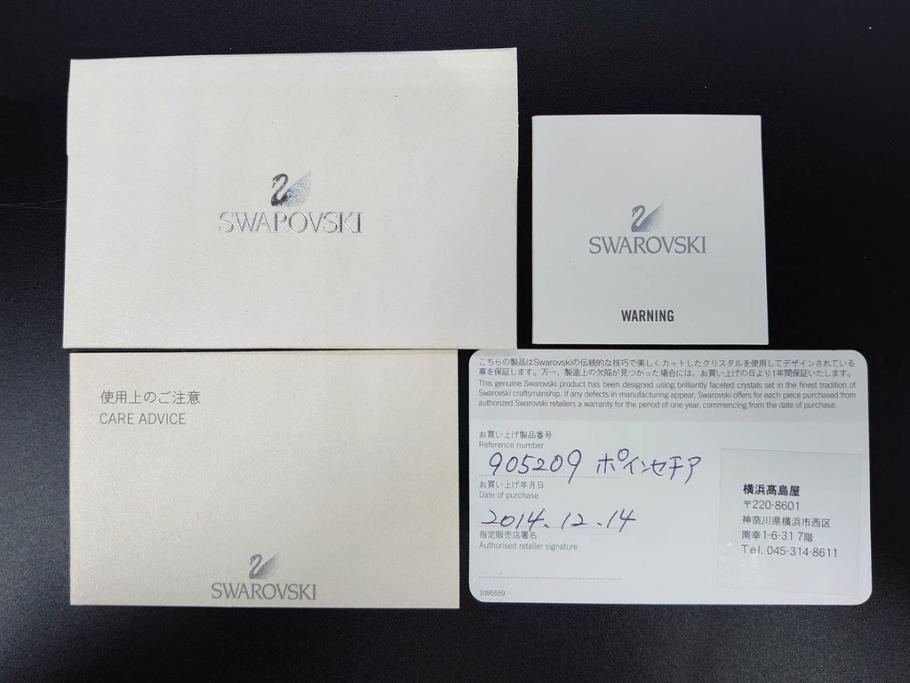 SWAROVSKI
SWAROVSKI
WARNING
使用上のご注意
CARE ADVICE
SWAROVSKI
こちらの製品はSwarovskiの伝統的な技巧で美しくカットしたクリスタルを使用してデザインされている
事を保証します。万一、製造上の欠陥が見つかった場合には、お買い上げの日より1年間保証いたします。
This genuine Swarovski product has been designed using brilliantly faceted crystals set in the finest tradition of
Swarovski craftsmanship. If any defects in manufacturing appear, Swarovski offers for each piece purchased from
authorized Swarovski retailers a warranty for the period of one year, commencing from the date of purchase.
お買い上げ製品番号
Reference number
905209 ポインセチア
お買い上げ年月日
Date of purchase
2014.12.14
指定販売店署名
Authorised retailer signature
1095559
横浜髙島屋
〒220-8601
神奈川県横浜市西区
南幸1-6-31 7階
Tel. 045-314-8611